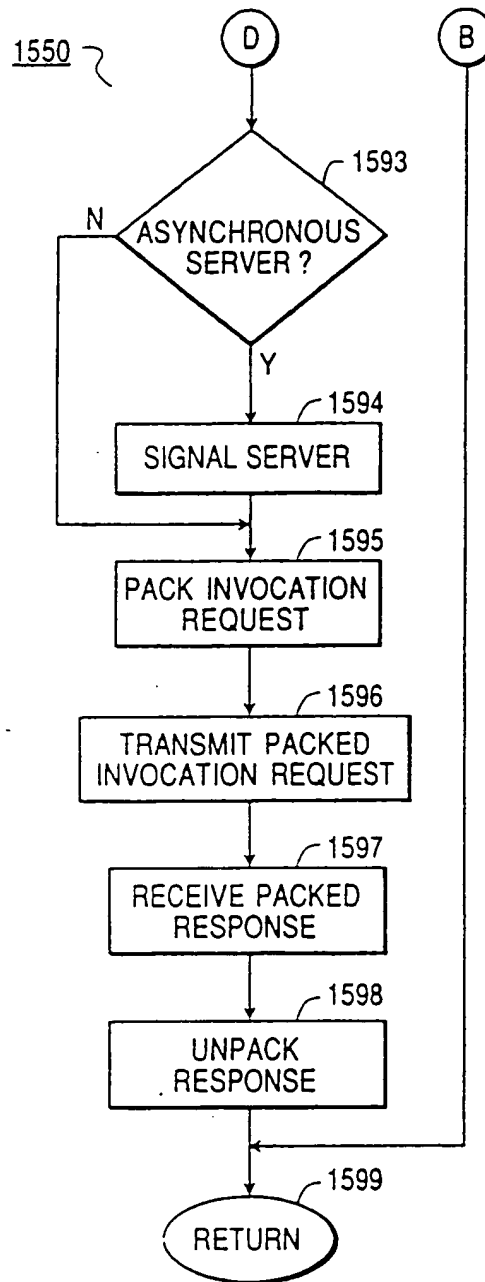 1550
D
B
1593
N
ASYNCHRONOUS
SERVER?
Y
1594
SIGNAL SERVER
1595
PACK INVOCATION
REQUEST
1596
TRANSMIT PACKED
INVOCATION REQUEST
1597
RECEIVE PACKED
RESPONSE
1598
UNPACK
RESPONSE
1599
RETURN